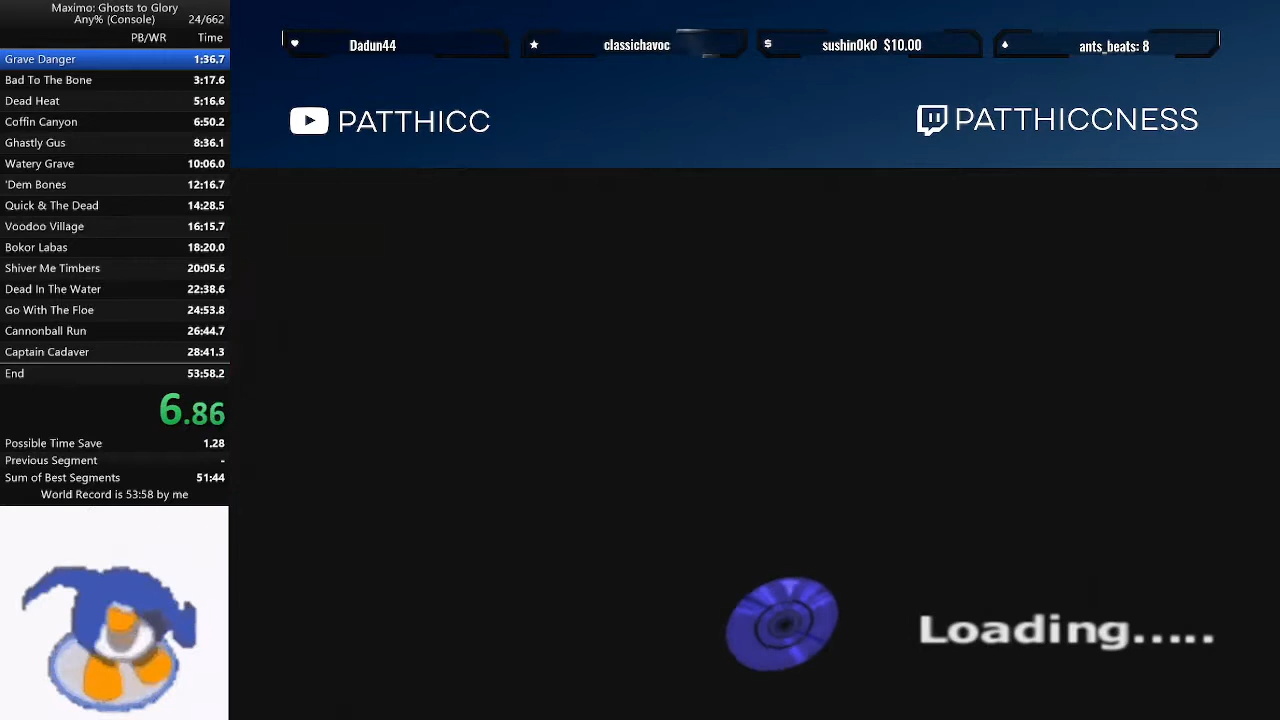 Maximo: Ghosts to Glory
Any% (Console) 24/662
PB/WR Time
Grave Danger 1:36.7
Bad To The Bone 3:17.6
Dead Heat 5:16.6
Coffin Canyon 6:50.2
Ghastly Gus 8:36.1
Watery Grave 10:06.0
'Dem Bones 12:16.7
Quick & The Dead 14:28.5
Voodoo Village 16:15.7
Bokor Labas 18:20.0
Shiver Me Timbers 20:05.6
Dead In The Water 22:38.6
Go With The Floe 24:53.8
Cannonball Run 26:44.7
Captain Cadaver 28:41.3
End 53:58.2
6.86
Possible Time Save 1.28
Previous Segment -
Sum of Best Segments 51:44
World Record is 53:58 by me
Dadun44
classichavoc
sushin0k0 $10.00
ants_beats: 8
PATTHICC
PATTHICCNESS
Loading.....